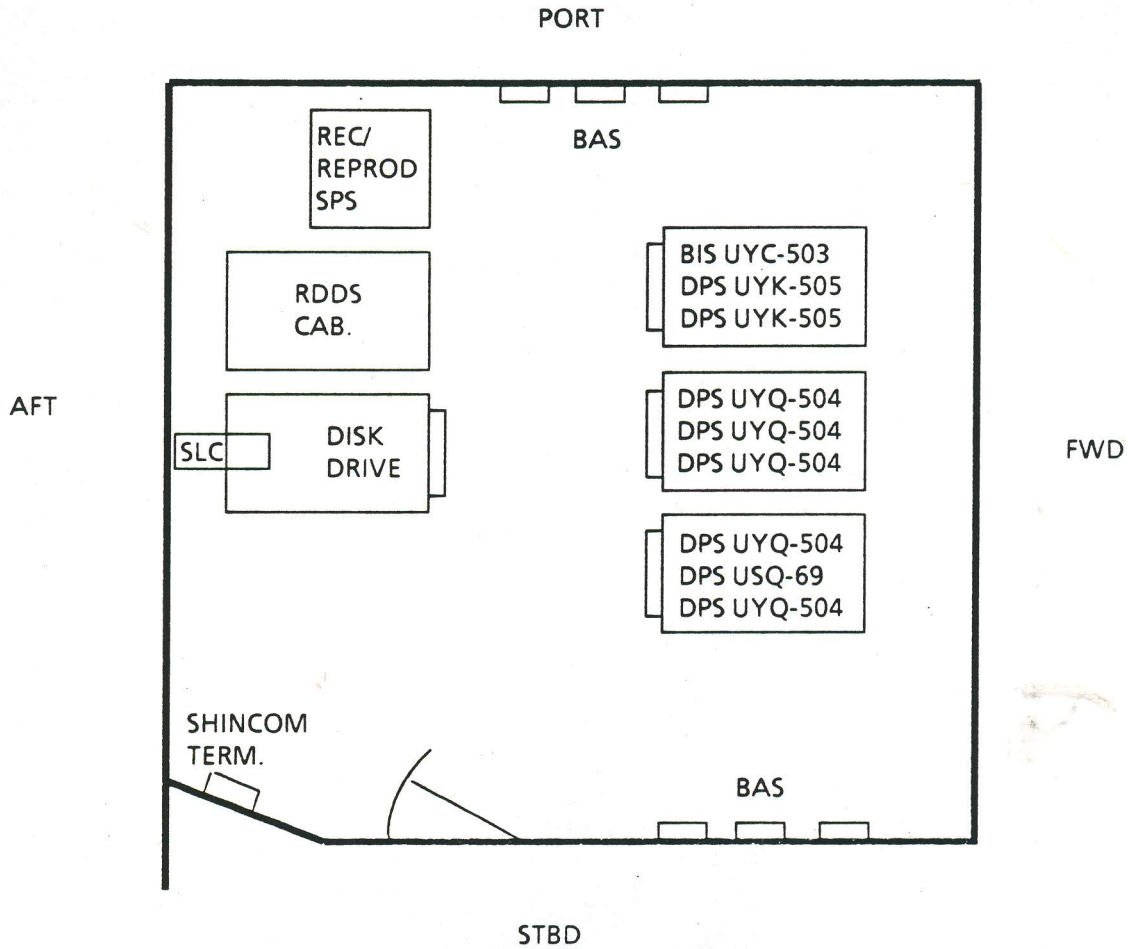 PORT
REC/
REPROD
SPS
BAS
BIS UYC-503
DPS UYK-505
DPS UYK-505
RDDS
CAB.
AFT
DPS UYQ-504
DPS UYQ-504
DPS UYQ-504
SLC
DISK
DRIVE
FWD
DPS UYQ-504
DPS USQ-69
DPS UYQ-504
SHINCOM
TERM.
BAS
STBD